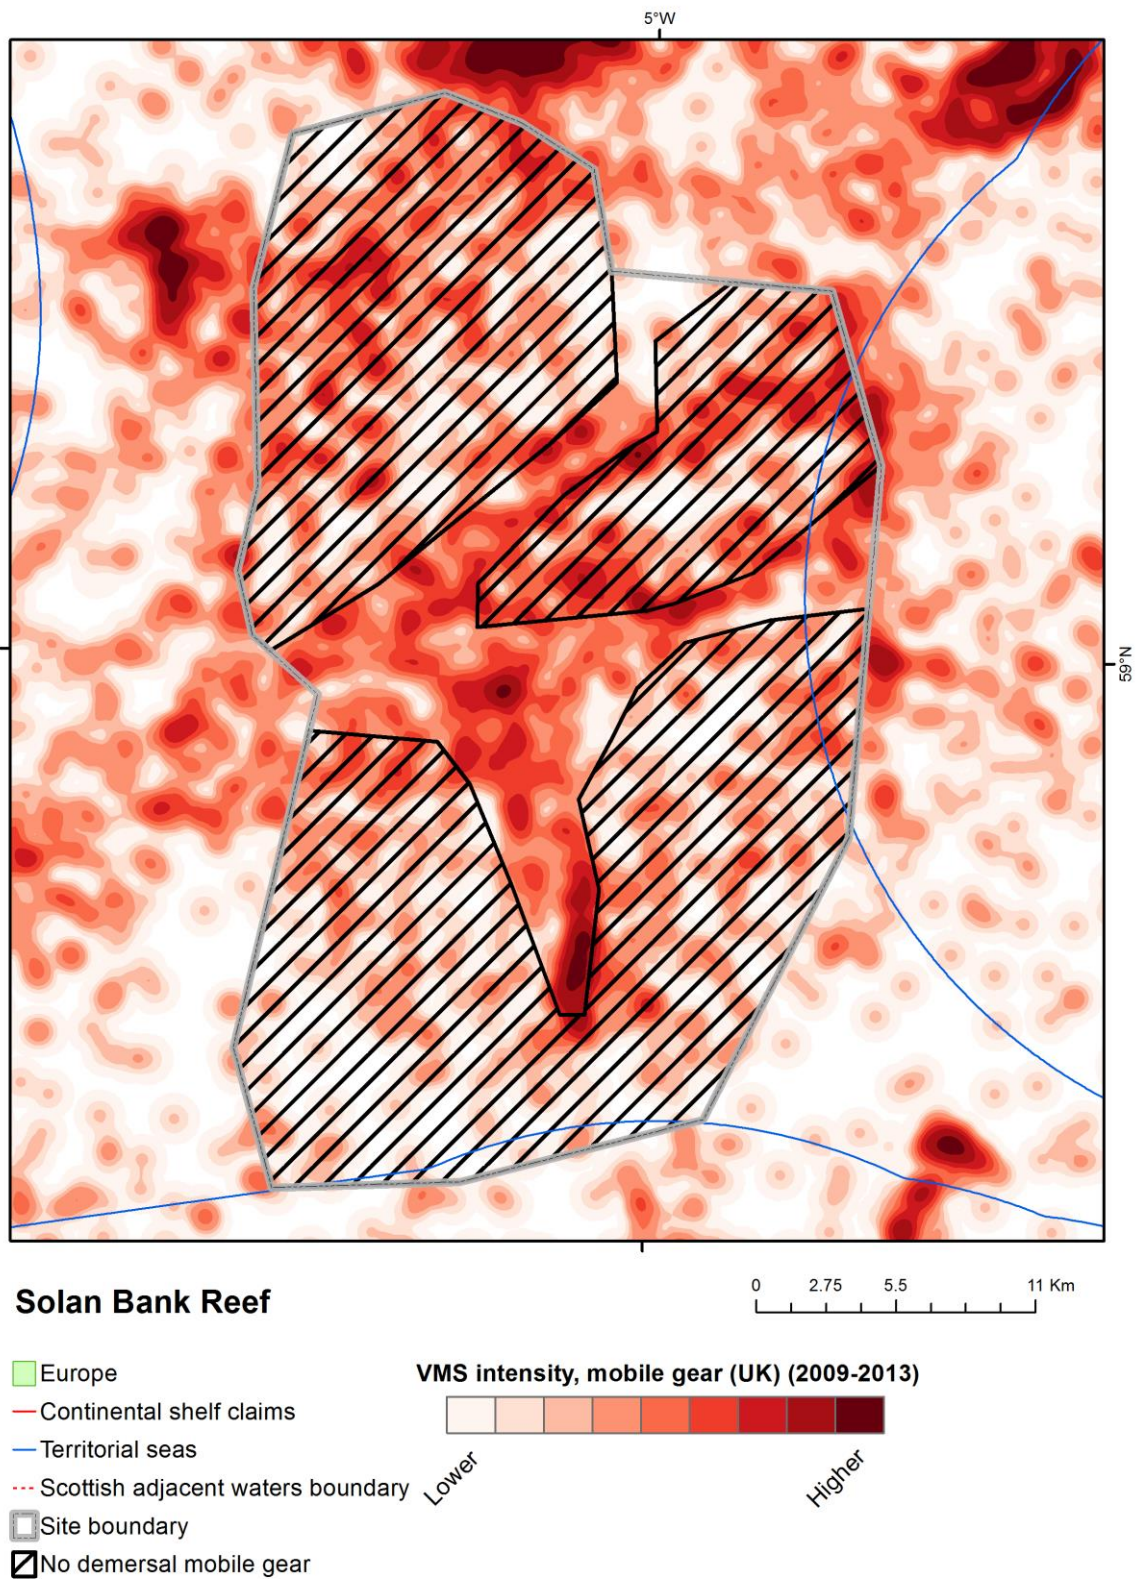 5°W
59°N
Solan Bank Reef
0 2.75 5.5 11 Km
Europe
Continental shelf claims
Territorial seas
Scottish adjacent waters boundary
Site boundary
No demersal mobile gear
VMS intensity, mobile gear (UK) (2009-2013)
Lower
Higher